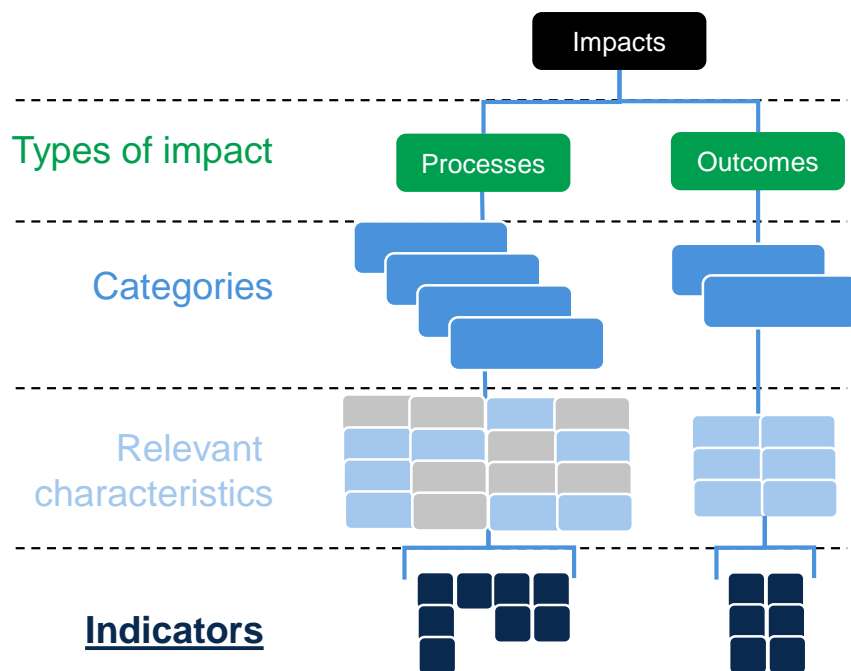 Impacts
Types of impact
Processes
Outcomes
Categories
Relevant
characteristics
Indicators